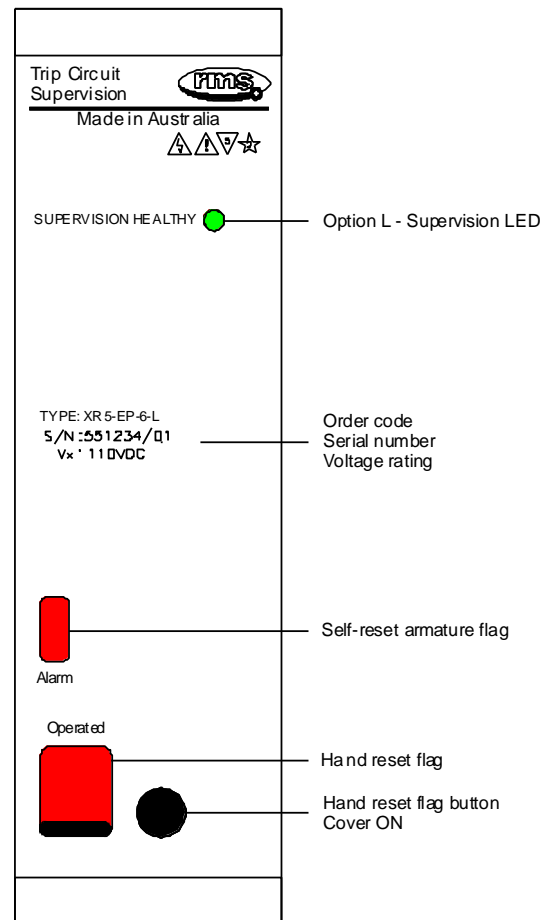 Trip Circuit
Supervision
rms
Made in Australia
5
2
SUPERVISION HEALTHY
Option L - Supervision LED
TYPE: XR5-EP-6-L
S/N :551234/01
Vx: 110VDC
Order code
Serial number
Voltage rating
Self-reset armature flag
Alarm
Operated
Hand reset flag
Hand reset flag button
Cover ON